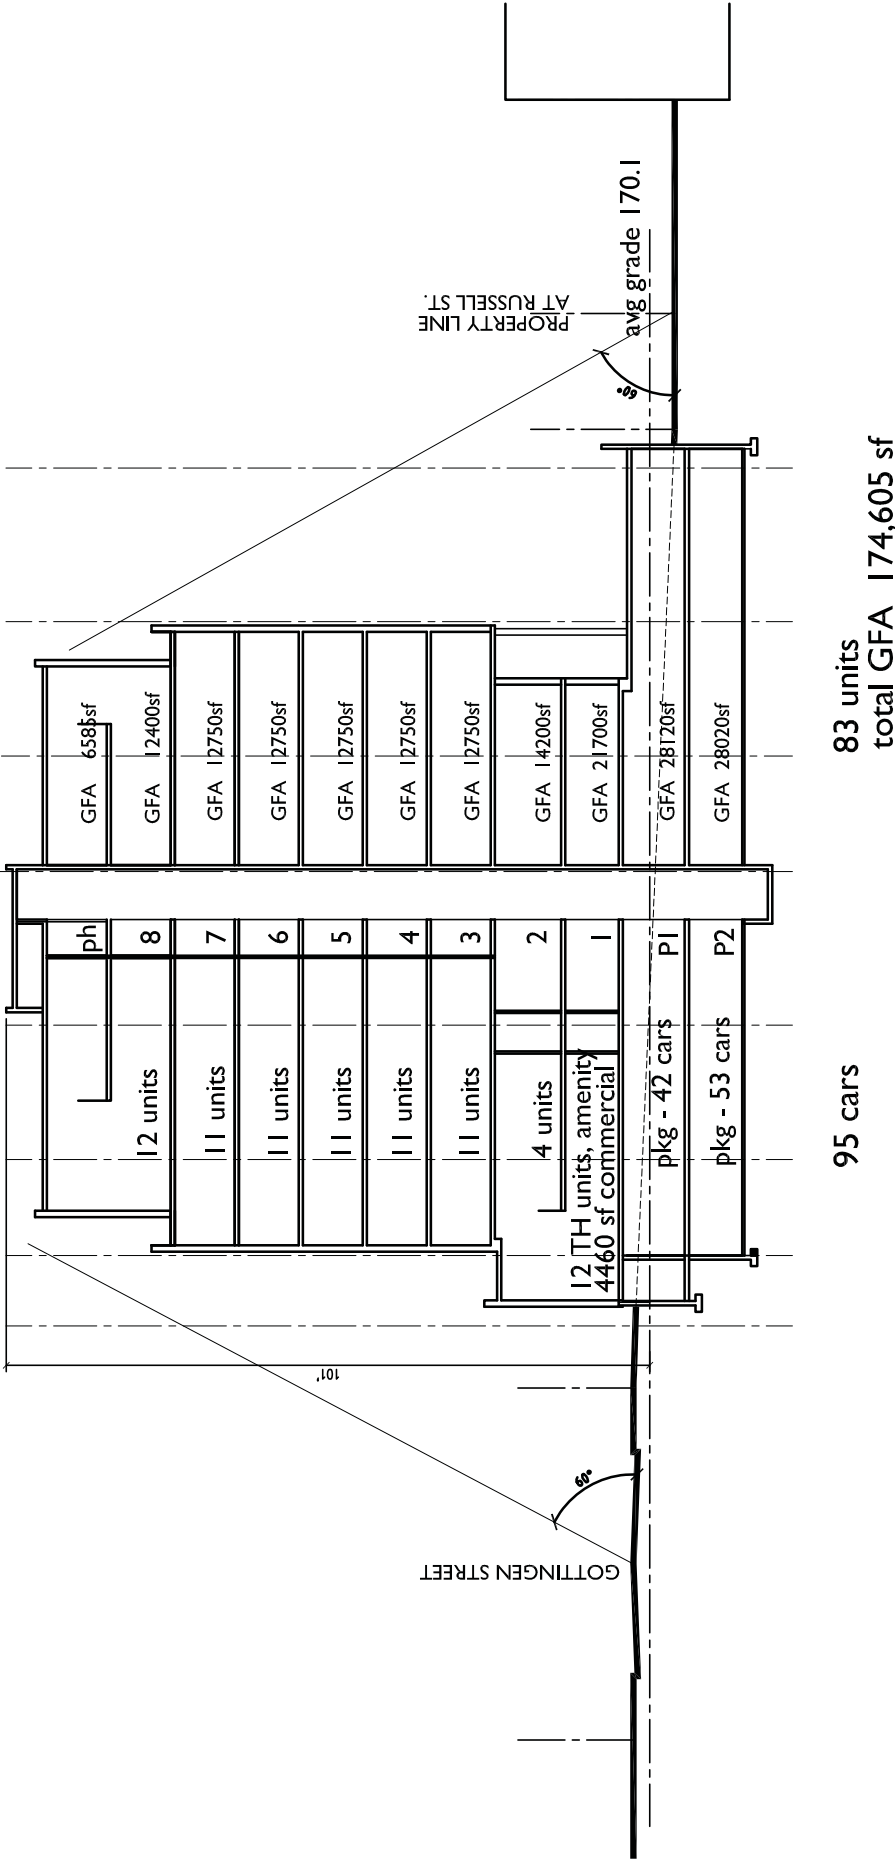 ph
8
7
6
5
4
3
2
1
P1
P2
GFA 6585sf
GFA 12400sf
GFA 12750sf
GFA 12750sf
GFA 12750sf
GFA 12750sf
GFA 12750sf
GFA 14200sf
GFA 21700sf
GFA 28120sf
GFA 28020sf
12 units
11 units
11 units
11 units
11 units
11 units
4 units
12 TH units, amenity
4460 sf commercial
pkg - 42 cars
pkg - 53 cars
101'
60°
GOTTINGEN STREET
60°
PROPERTY LINE
AT RUSSELL ST.
avg grade 170.1
95 cars
83 units
total GFA 174,605 sf